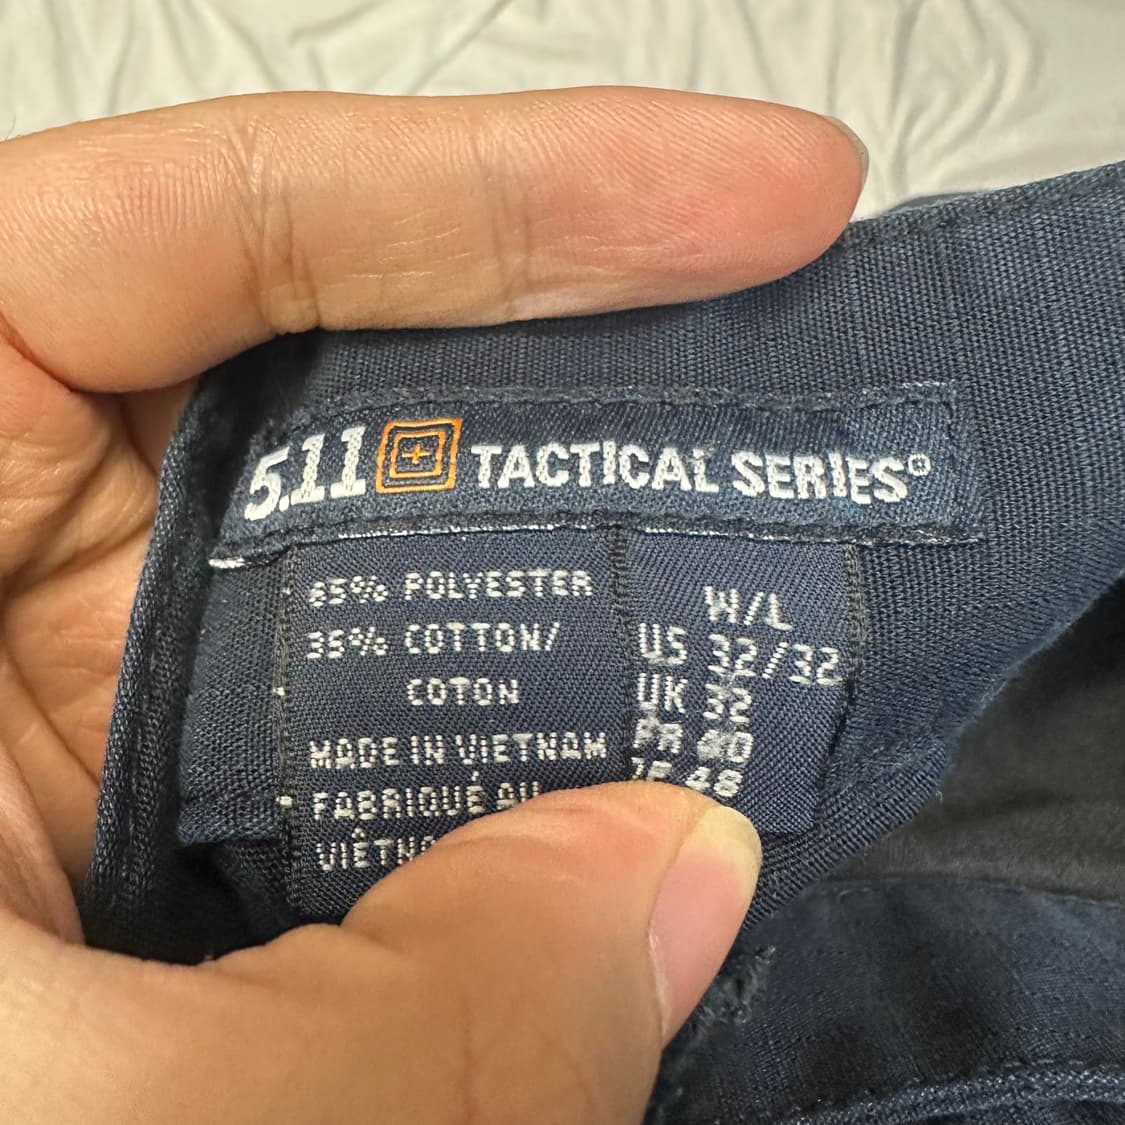 5.11 TACTICAL SERIES®
65% POLYESTER
35% COTTON/
COTON
MADE IN VIETNAM
FABRIQUÉ AU
W/L
US 32/32
UK 32
48